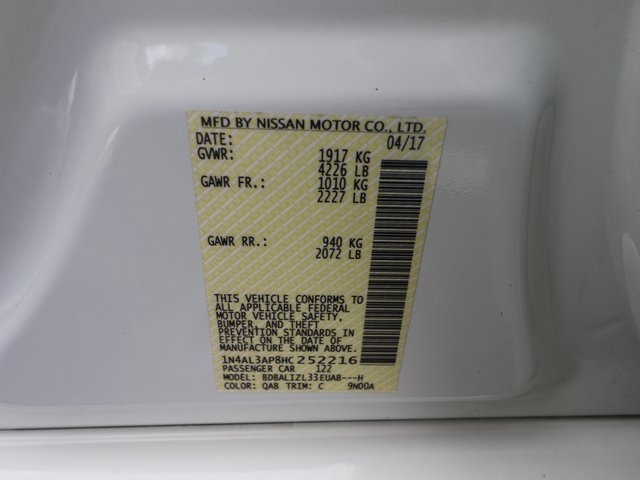 MFD BY NISSAN MOTOR CO., LTD.
DATE: 04/17
GVWR: 1917 KG
4226 LB
GAWR FR.: 1010 KG
2227 LB
GAWR RR.: 940 KG
2072 LB
THIS VEHICLE CONFORMS TO
ALL APPLICABLE FEDERAL
MOTOR VEHICLE SAFETY,
BUMPER, AND THEFT
PREVENTION STANDARDS IN
EFFECT ON THE DATE OF
MANUFACTURE SHOWN ABOVE.
1N4AL3AP8HC252216
PASSENGER CAR 122
MODEL: BDBALIZL33EUAB---H
COLOR: QAB TRIM: C 9N00A